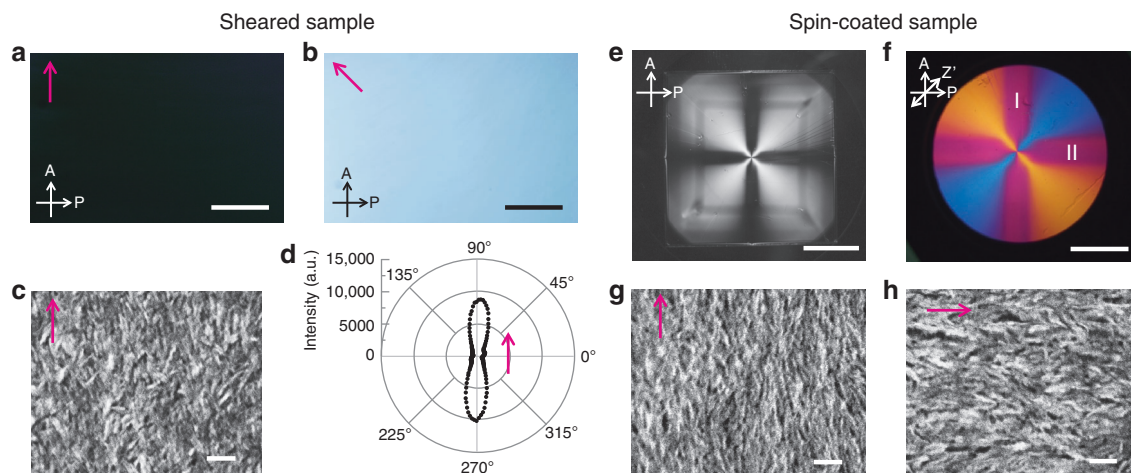 Sheared sample
Spin-coated sample
a
A
P
b
A
P
e
A
P
f
A
Z'
P
I
II
c
d
Intensity (a.u.)
15,000
10,000
5000
0
90°
45°
0°
315°
270°
225°
135°
g
h